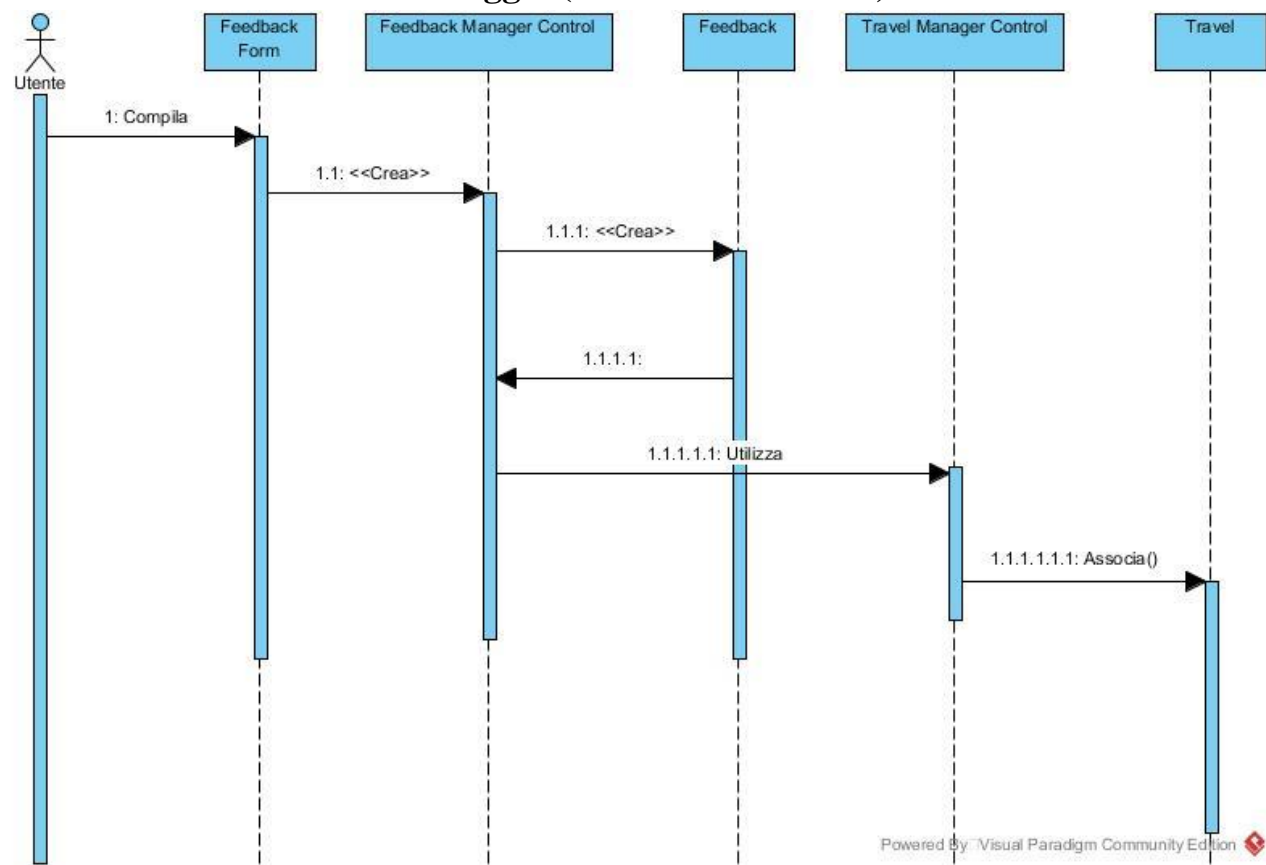 Utente
Feedback
Form
Feedback Manager Control
Feedback
Travel Manager Control
Travel
1: Compila
1.1: <<Crea>>
1.1.1: <<Crea>>
1.1.1.1:
1.1.1.1.1: Utilizza
1.1.1.1.1.1: Associa()
Powered By Visual Paradigm Community Edition